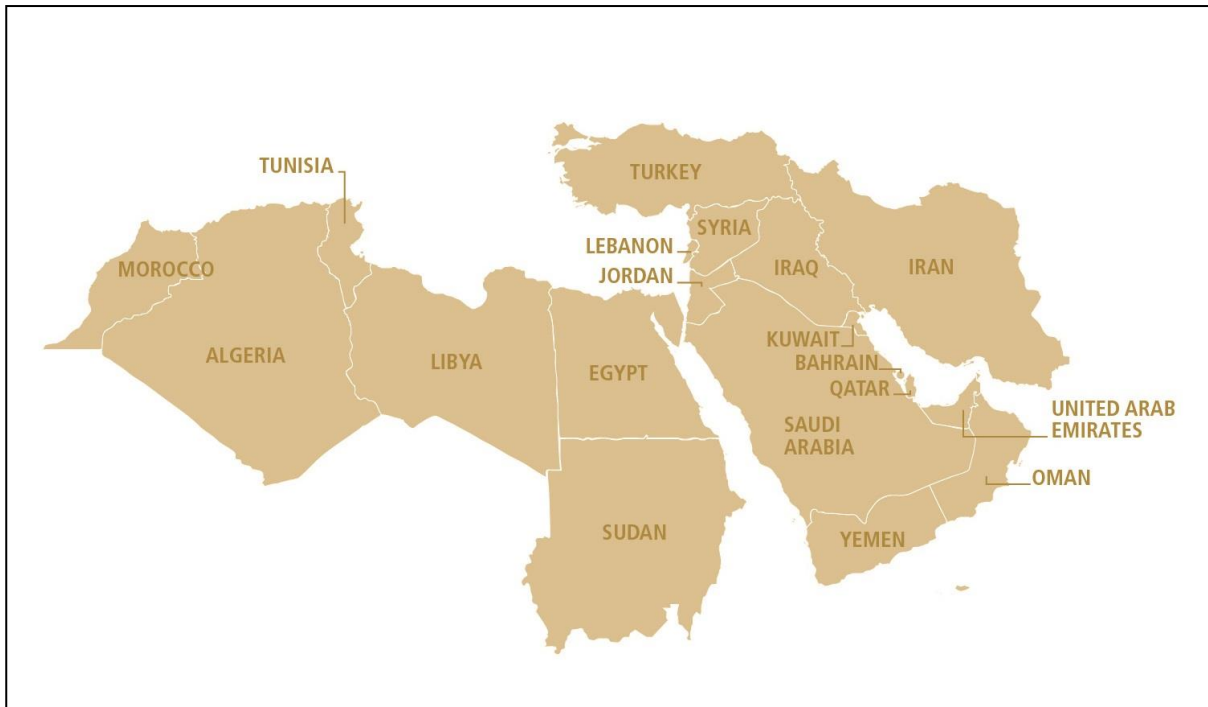 TUNISIA
TURKEY
SYRIA
LEBANON
MOROCCO
IRAQ
IRAN
JORDAN
KUWAIT
ALGERIA
LIBYA
BAHRAIN
EGYPT
QATAR
UNITED ARAB
EMIRATES
SAUDI
ARABIA
OMAN
SUDAN
YEMEN